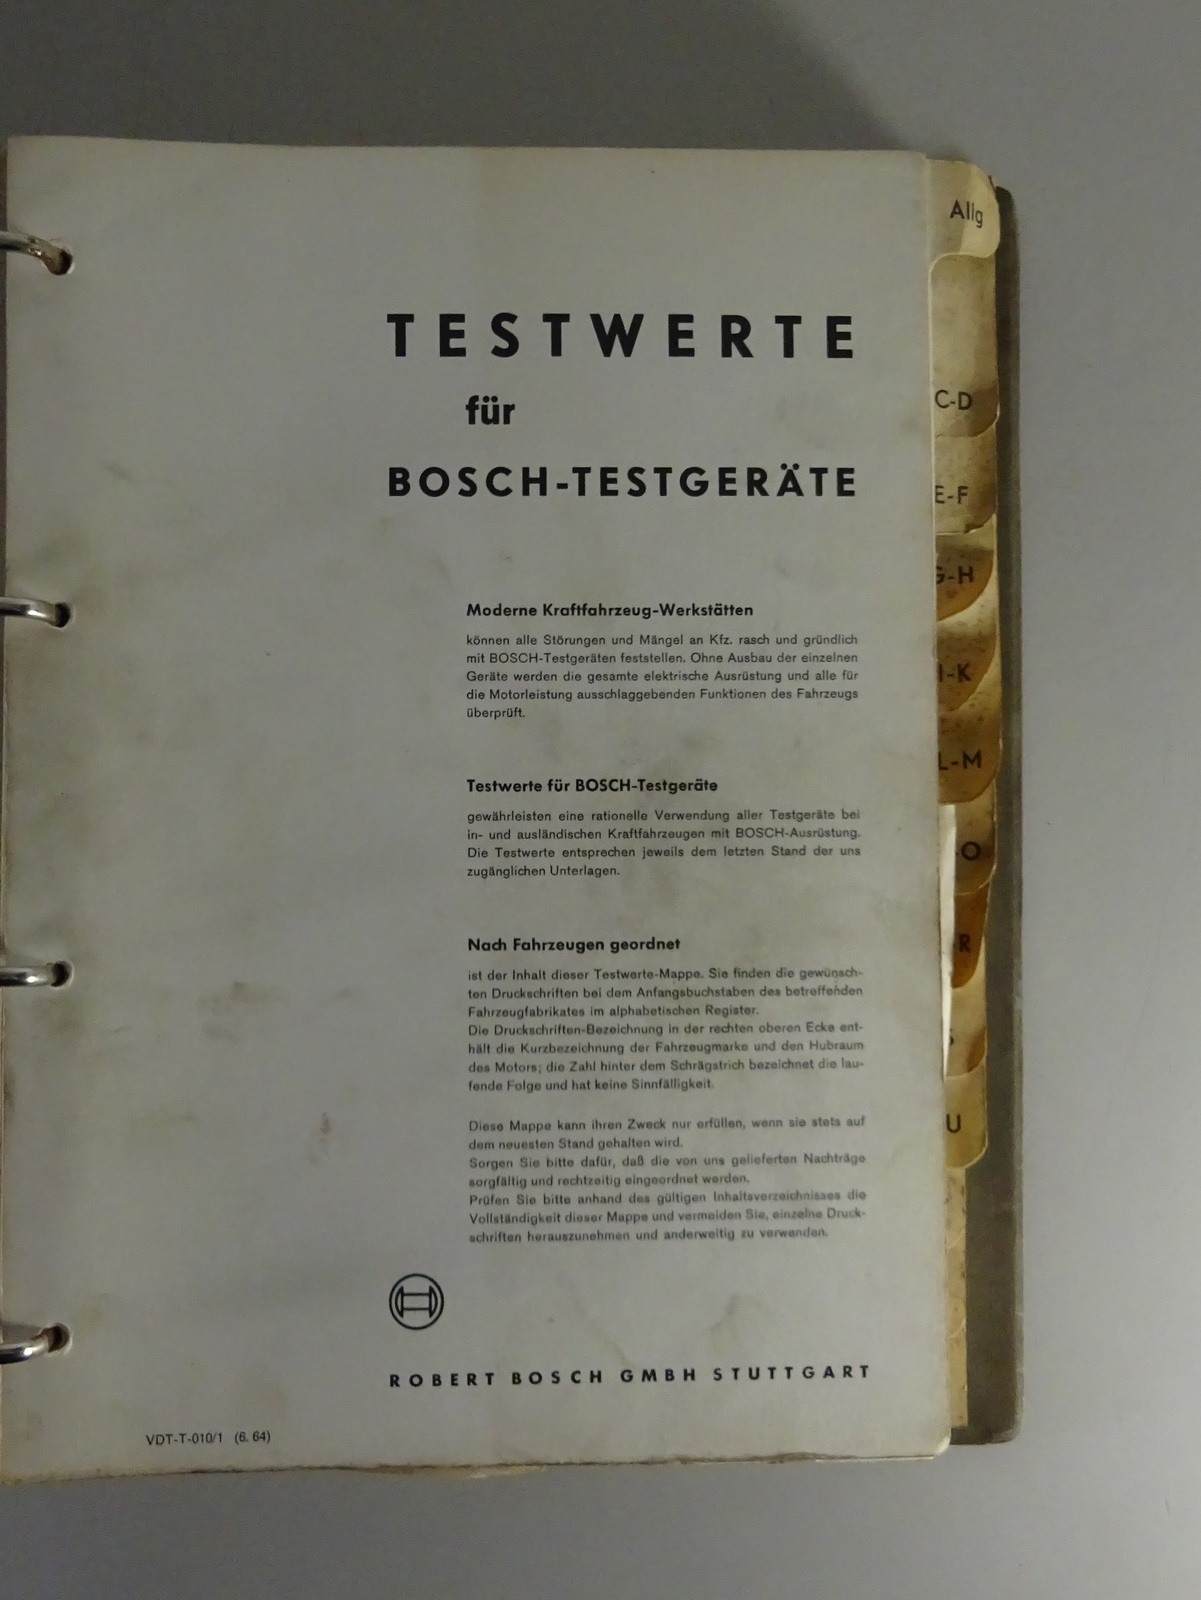 TESTWERTE
für
BOSCH-TESTGERÄTE
Moderne Kraftfahrzeug-Werkstätten
können alle Störungen und Mängel an Kfz. rasch und gründlich
mit BOSCH-Testgeräten feststellen. Ohne Ausbau der einzelnen
Geräte werden die gesamte elektrische Ausrüstung und alle für
die Motorleistung ausschlaggebenden Funktionen des Fahrzeugs
überprüft.
Testwerte für BOSCH-Testgeräte
gewährleisten eine rationelle Verwendung aller Testgeräte bei
in- und ausländischen Kraftfahrzeugen mit BOSCH-Ausrüstung.
Die Testwerte entsprechen jeweils dem letzten Stand der uns
zugänglichen Unterlagen.
Nach Fahrzeugen geordnet
ist der Inhalt dieser Testwerte-Mappe. Sie finden die gewünsch-
ten Druckschriften bei dem Anfangsbuchstaben des betreffenden
Fahrzeugfabrikates im alphabetischen Register.
Die Druckschriften-Bezeichnung in der rechten oberen Ecke ent-
hält die Kurzbezeichnung der Fahrzeugmarke und den Hubraum
des Motors; die Zahl hinter dem Schrägstrich bezeichnet die lau-
fende Folge und hat keine Sinnfälligkeit.
Diese Mappe kann ihren Zweck nur erfüllen, wenn sie stets auf
dem neuesten Stand gehalten wird.
Sorgen Sie bitte dafür, daß die von uns gelieferten Nachträge
sorgfältig und rechtzeitig eingeordnet werden.
Prüfen Sie bitte anhand des gültigen Inhaltsverzeichnisses die
Vollständigkeit dieser Mappe und vermeiden Sie, einzelne Druck-
schriften herauszunehmen und anderweitig zu verwenden.
ROBERT BOSCH GMBH STUTTGART
VDT-T-010/1 (6. 64)
Allg
C-D
E-F
G-H
I-K
L-M
-O
R
S
U